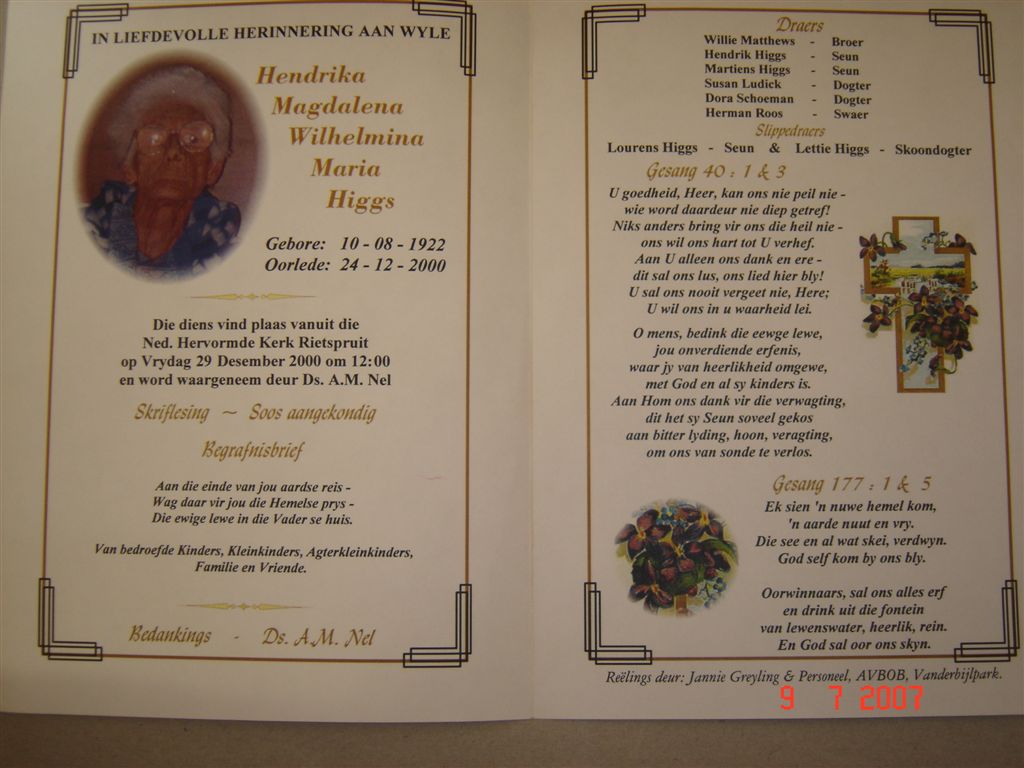 IN LIEFDEVOLLE HERINNERING AAN WYLE
Hendrika
Magdalena
Wilhelmina
Maria
Higgs
Gebore: 10 - 08 - 1922
Oorlede: 24 - 12 - 2000
Die diens vind plaas vanuit die
Ned. Hervormde Kerk Rietspruit
op Vrydag 29 Desember 2000 om 12:00
en word waargeneem deur Ds. A.M. Nel
Skriflesing ~ Soos aangekondig
Begrafnisbrief
Aan die einde van jou aardse reis -
Wag daar vir jou die Hemelse prys -
Die ewige lewe in die Vader se huis.
Van bedroefde Kinders, Kleinkinders, Agterkleinkinders,
Familie en Vriende.
Bedankings - Ds. A.M. Nel
Draers
Willie Matthews - Broer
Hendrik Higgs - Seun
Martiens Higgs - Seun
Susan Ludick - Dogter
Dora Schoeman - Dogter
Herman Roos - Swaer
Slippedraers
Lourens Higgs - Seun & Lettie Higgs - Skoondogter
Gesang 40 : 1 & 3
U goedheid, Heer, kan ons nie peil nie -
wie word daardeur nie diep getref!
Niks anders bring vir ons die heil nie -
ons wil ons hart tot U verhef.
Aan U alleen ons dank en ere -
dit sal ons lus, ons lied hier bly!
U sal ons nooit vergeet nie, Here;
U wil ons in u waarheid lei.
O mens, bedink die eewge lewe,
jou onverdiende erfenis,
waar jy van heerlikheid omgewe,
met God en al sy kinders is.
Aan Hom ons dank vir die verwagting,
dit het sy Seun soveel gekos
aan bitter lyding, hoon, veragting,
om ons van sonde te verlos.
Gesang 177 : 1 & 5
Ek sien 'n nuwe hemel kom,
'n aarde nuut en vry.
Die see en al wat skei, verdwyn.
God self kom by ons bly.
Oorwinnaars, sal ons alles erf
en drink uit die fontein
van lewenswater, heerlik, rein.
En God sal oor ons skyn.
Reëlings deur: Jannie Greyling & Personeel, AVBOB, Vanderbijlpark.
9 7 2007